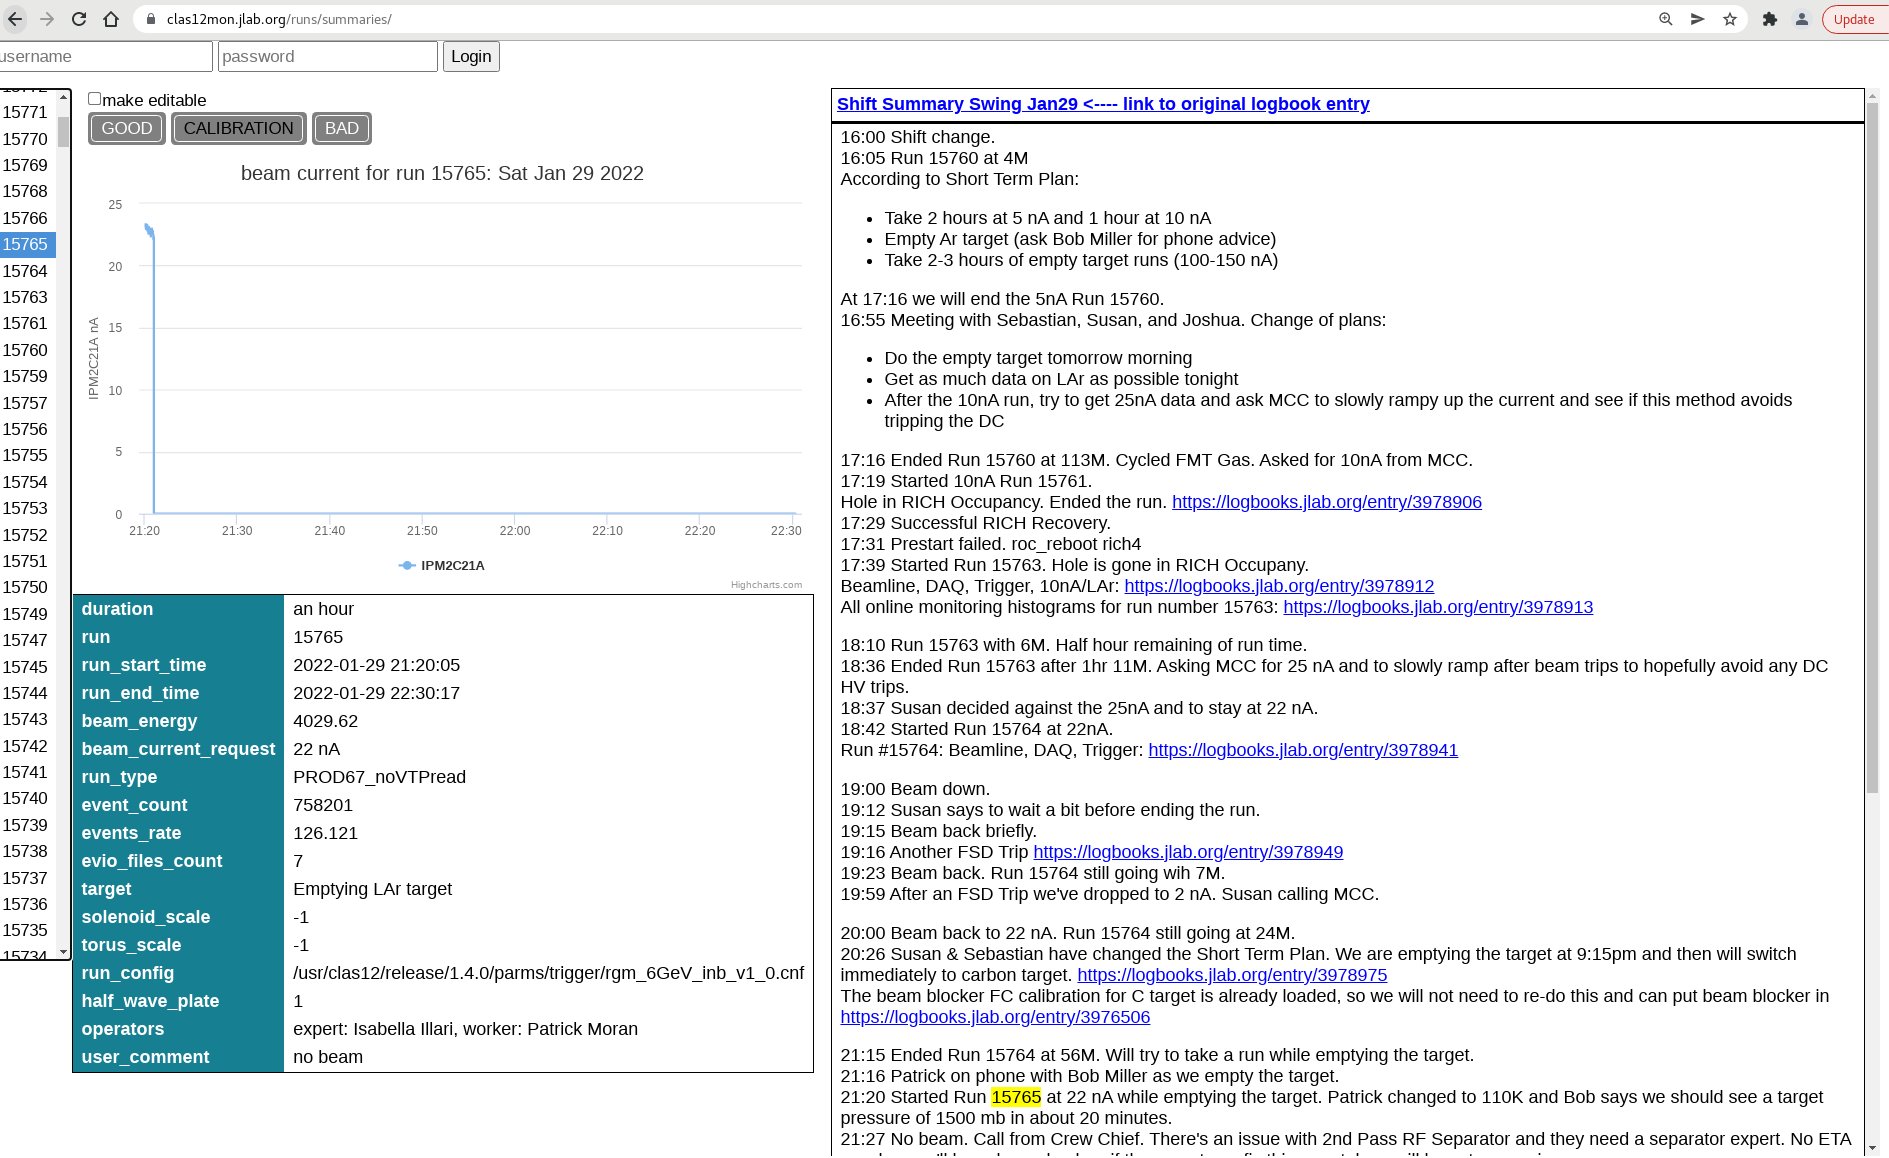 clas12mon.jlab.org/runs/summaries/
Update
username
password
Login
15771
15770
15769
15768
15766
15765
15764
15763
15761
15760
15759
15757
15756
15755
15754
15753
15752
15751
15750
15749
15747
15745
15744
15743
15742
15741
15740
15739
15738
15737
15736
15735
15734
make editable
GOOD
CALIBRATION
BAD
beam current for run 15765: Sat Jan 29 2022
IPM2C21A nA
25
20
15
10
5
0
21:20
21:30
21:40
21:50
22:00
22:10
22:20
22:30
IPM2C21A
Highcharts.com
duration an hour
run 15765
run_start_time 2022-01-29 21:20:05
run_end_time 2022-01-29 22:30:17
beam_energy 4029.62
beam_current_request 22 nA
run_type PROD67_noVTPread
event_count 758201
events_rate 126.121
evio_files_count 7
target Emptying LAr target
solenoid_scale -1
torus_scale -1
run_config /usr/clas12/release/1.4.0/parms/trigger/rgm_6GeV_inb_v1_0.cnf
half_wave_plate 1
operators expert: Isabella Illari, worker: Patrick Moran
user_comment no beam
Shift Summary Swing Jan29 <---- link to original logbook entry
16:00 Shift change.
16:05 Run 15760 at 4M
According to Short Term Plan:
• Take 2 hours at 5 nA and 1 hour at 10 nA
• Empty Ar target (ask Bob Miller for phone advice)
• Take 2-3 hours of empty target runs (100-150 nA)
At 17:16 we will end the 5nA Run 15760.
16:55 Meeting with Sebastian, Susan, and Joshua. Change of plans:
• Do the empty target tomorrow morning
• Get as much data on LAr as possible tonight
• After the 10nA run, try to get 25nA data and ask MCC to slowly rampy up the current and see if this method avoids
tripping the DC
17:16 Ended Run 15760 at 113M. Cycled FMT Gas. Asked for 10nA from MCC.
17:19 Started 10nA Run 15761.
Hole in RICH Occupancy. Ended the run. https://logbooks.jlab.org/entry/3978906
17:29 Successful RICH Recovery.
17:31 Prestart failed. roc_reboot rich4
17:39 Started Run 15763. Hole is gone in RICH Occupany.
Beamline, DAQ, Trigger, 10nA/LAr: https://logbooks.jlab.org/entry/3978912
All online monitoring histograms for run number 15763: https://logbooks.jlab.org/entry/3978913
18:10 Run 15763 with 6M. Half hour remaining of run time.
18:36 Ended Run 15763 after 1hr 11M. Asking MCC for 25 nA and to slowly ramp after beam trips to hopefully avoid any DC
HV trips.
18:37 Susan decided against the 25nA and to stay at 22 nA.
18:42 Started Run 15764 at 22nA.
Run #15764: Beamline, DAQ, Trigger: https://logbooks.jlab.org/entry/3978941
19:00 Beam down.
19:12 Susan says to wait a bit before ending the run.
19:15 Beam back briefly.
19:16 Another FSD Trip https://logbooks.jlab.org/entry/3978949
19:23 Beam back. Run 15764 still going wih 7M.
19:59 After an FSD Trip we've dropped to 2 nA. Susan calling MCC.
20:00 Beam back to 22 nA. Run 15764 still going at 24M.
20:26 Susan & Sebastian have changed the Short Term Plan. We are emptying the target at 9:15pm and then will switch
immediately to carbon target. https://logbooks.jlab.org/entry/3978975
The beam blocker FC calibration for C target is already loaded, so we will not need to re-do this and can put beam blocker in
https://logbooks.jlab.org/entry/3976506
21:15 Ended Run 15764 at 56M. Will try to take a run while emptying the target.
21:16 Patrick on phone with Bob Miller as we empty the target.
21:20 Started Run 15765 at 22 nA while emptying the target. Patrick changed to 110K and Bob says we should see a target
pressure of 1500 mb in about 20 minutes.
21:27 No beam. Call from Crew Chief. There's an issue with 2nd Pass RF Separator and they need a separator expert. No ETA